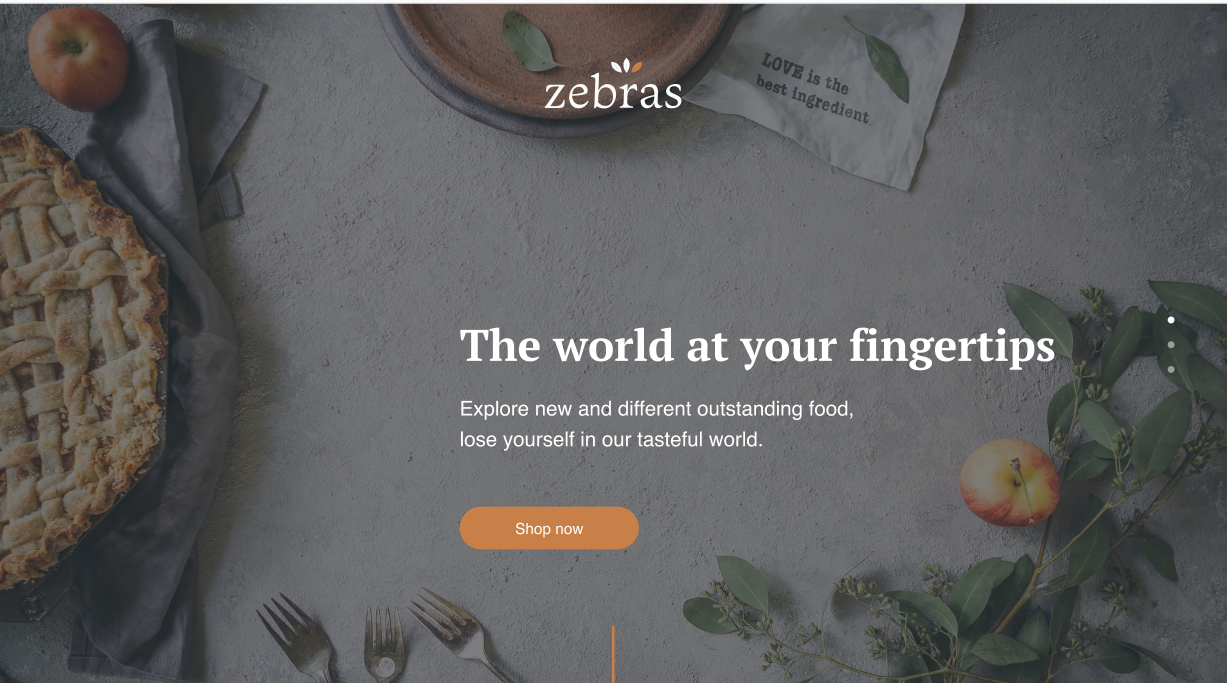 LOVE is the
best ingredient
zebras
The world at your fingertips
Explore new and different outstanding food,
lose yourself in our tasteful world.
Shop now